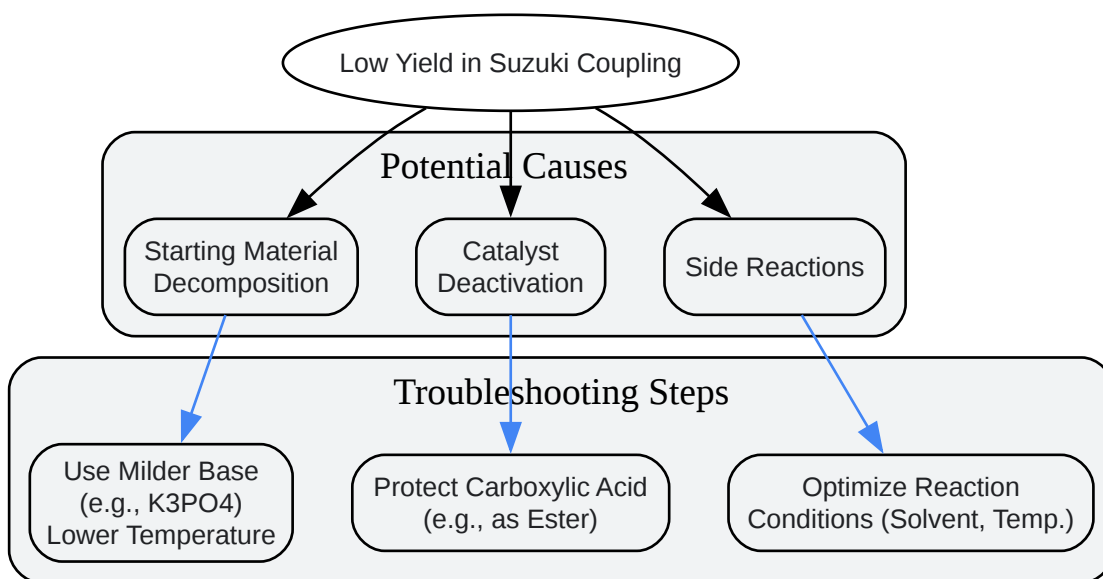 Low Yield in Suzuki Coupling
Potential Causes
Starting Material
Decomposition
Catalyst
Deactivation
Side Reactions
Troubleshooting Steps
Use Milder Base
(e.g., K3PO4)
Lower Temperature
Protect Carboxylic Acid
(e.g., as Ester)
Optimize Reaction
Conditions (Solvent, Temp.)